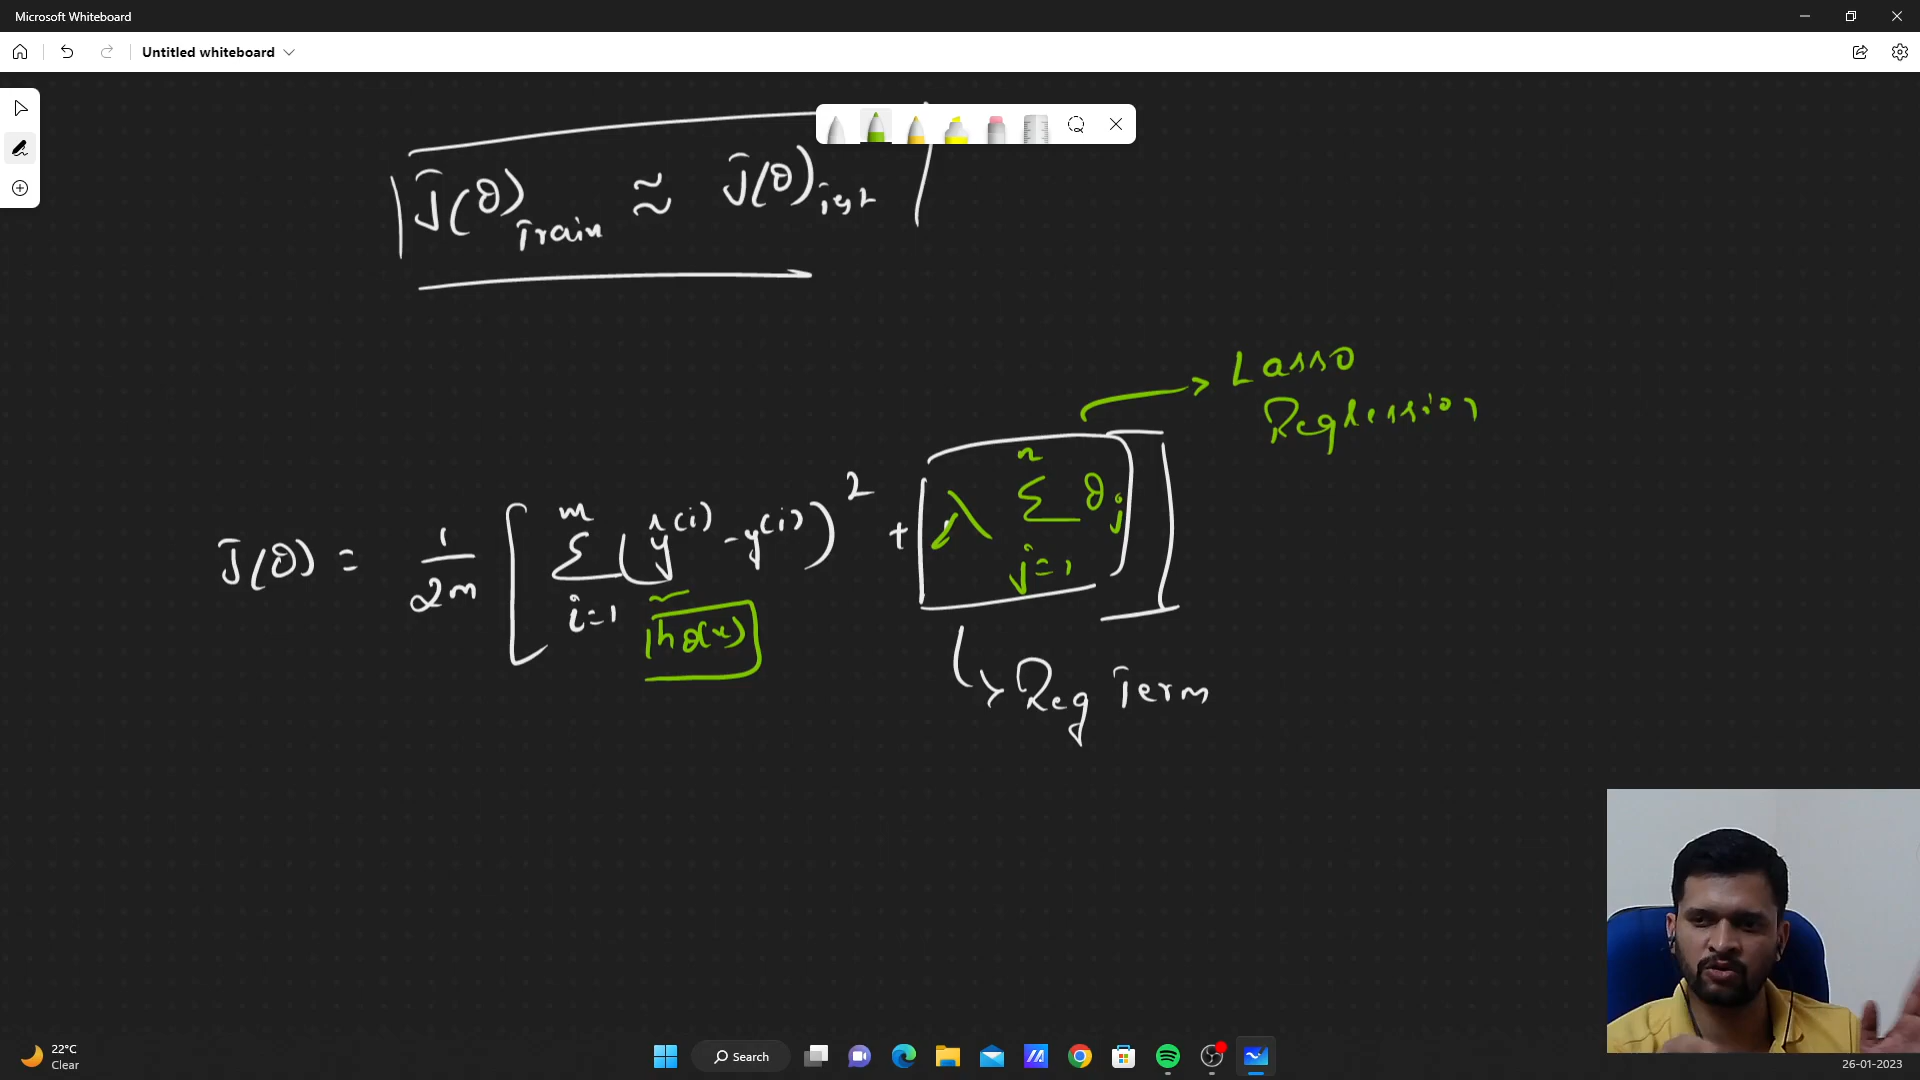 Microsoft Whiteboard
Untitled whiteboard
J(θ)Train ≈ J(θ)Test
Lasso
Regression
J(θ) = 1/2m [ m Σ i=1 (ŷ(i) - y(i))² + λ n Σ j=1 θj ]
hθ(x)
Reg Term
22°C
Clear
Search
26-01-2023